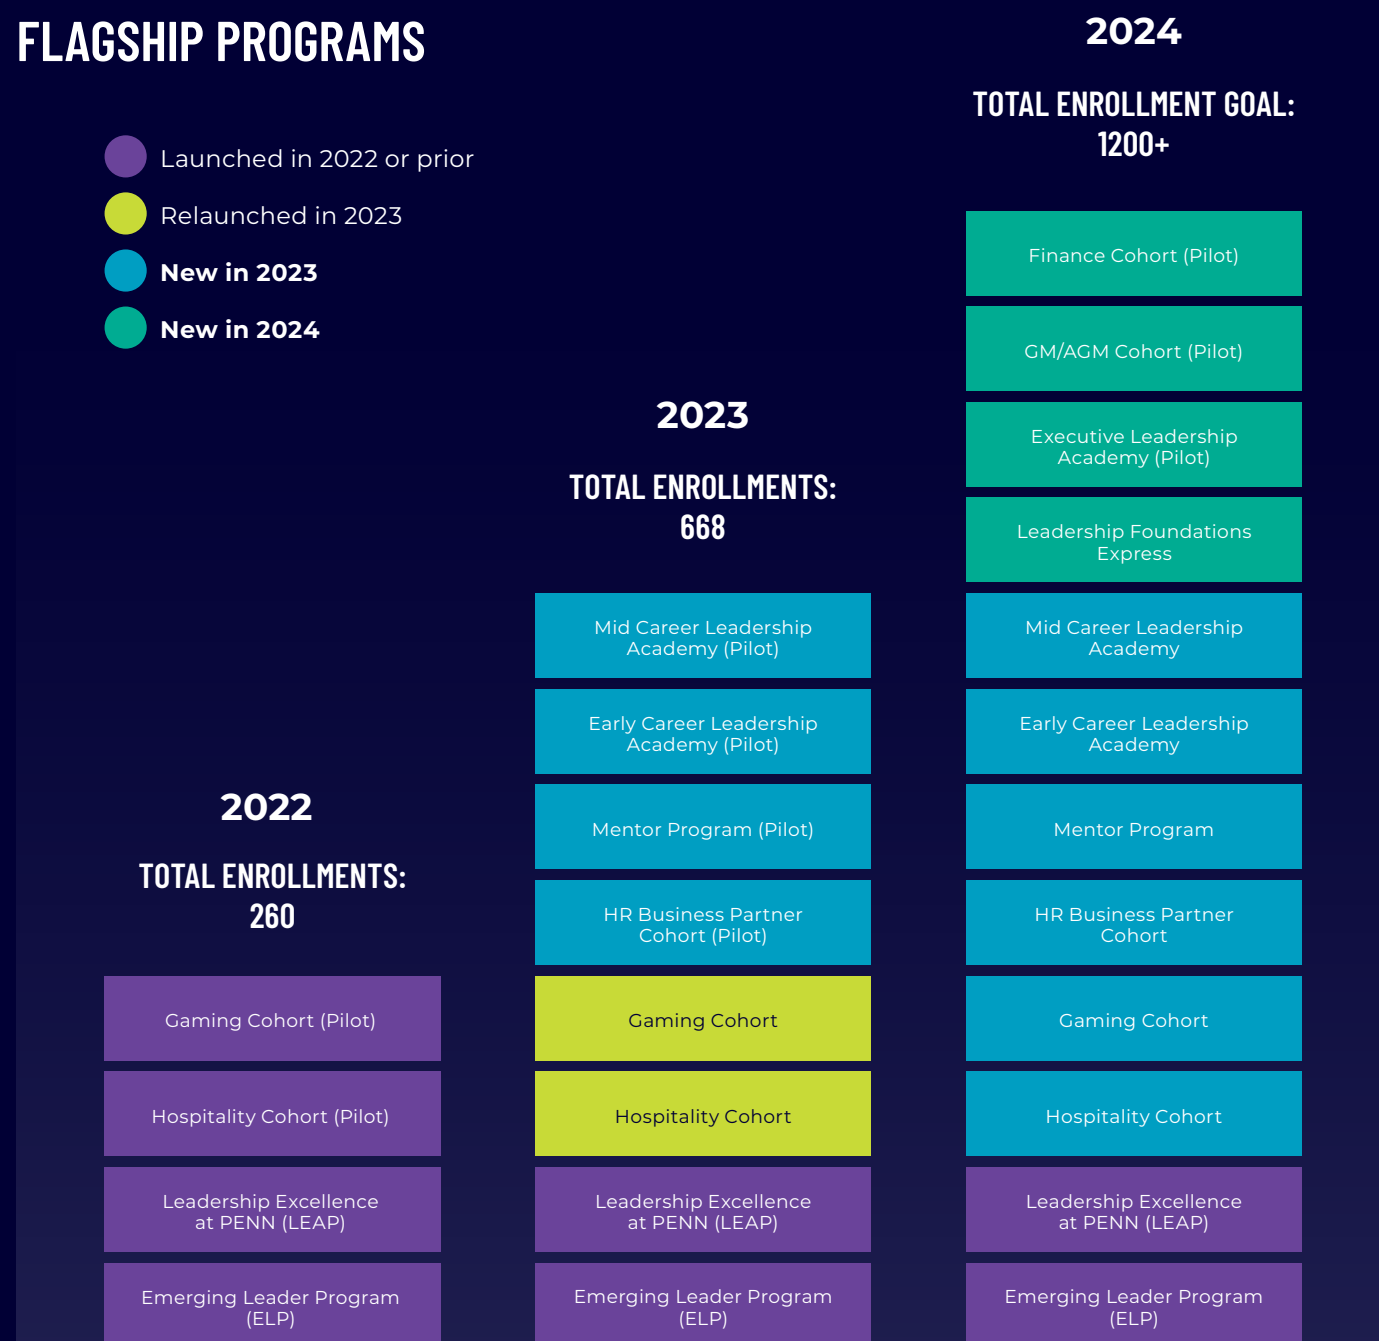 FLAGSHIP PROGRAMS
Launched in 2022 or prior
Relaunched in 2023
New in 2023
New in 2024
2022
TOTAL ENROLLMENTS:
260
Gaming Cohort (Pilot)
Hospitality Cohort (Pilot)
Leadership Excellence
at PENN (LEAP)
Emerging Leader Program
(ELP)
2023
TOTAL ENROLLMENTS:
668
Mid Career Leadership
Academy (Pilot)
Early Career Leadership
Academy (Pilot)
Mentor Program (Pilot)
HR Business Partner
Cohort (Pilot)
Gaming Cohort
Hospitality Cohort
Leadership Excellence
at PENN (LEAP)
Emerging Leader Program
(ELP)
2024
TOTAL ENROLLMENT GOAL:
1200+
Finance Cohort (Pilot)
GM/AGM Cohort (Pilot)
Executive Leadership
Academy (Pilot)
Leadership Foundations
Express
Mid Career Leadership
Academy
Early Career Leadership
Academy
Mentor Program
HR Business Partner
Cohort
Gaming Cohort
Hospitality Cohort
Leadership Excellence
at PENN (LEAP)
Emerging Leader Program
(ELP)